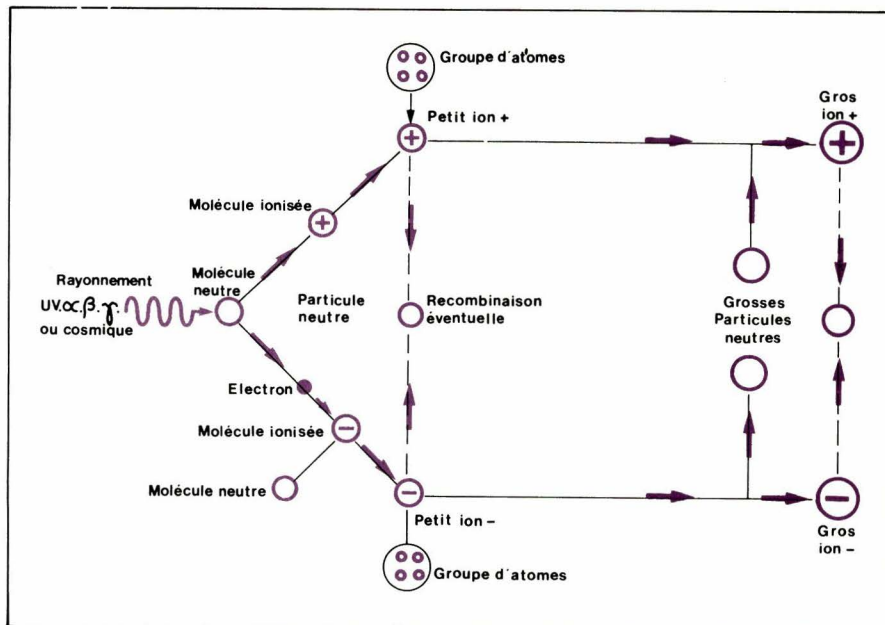 Groupe d'atomes
Petit ion +
Gros
ion +
+
+
Molécule ionisée
+
Rayonnement
UV.α.β.γ.
ou cosmique
Molécule
neutre
Particule
neutre
Recombinaison
éventuelle
Grosses
Particules
neutres
Electron
Molécule ionisée
−
Molécule neutre
−
Petit ion −
−
Gros
ion −
Groupe d'atomes